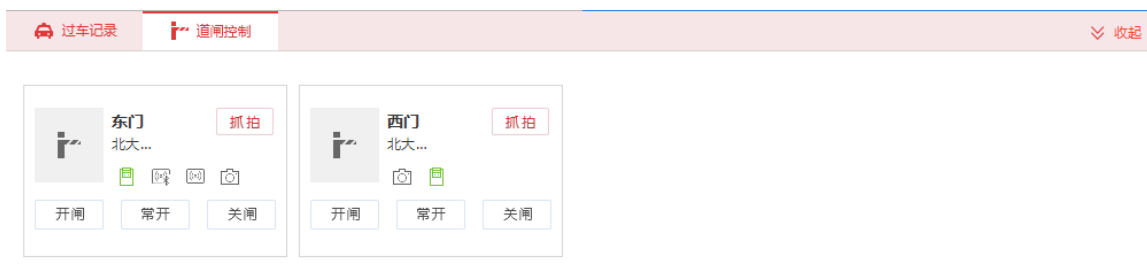 过车记录 道闸控制 收起
东门 抓拍
北大...
开闸 常开 关闸
西门 抓拍
北大...
开闸 常开 关闸